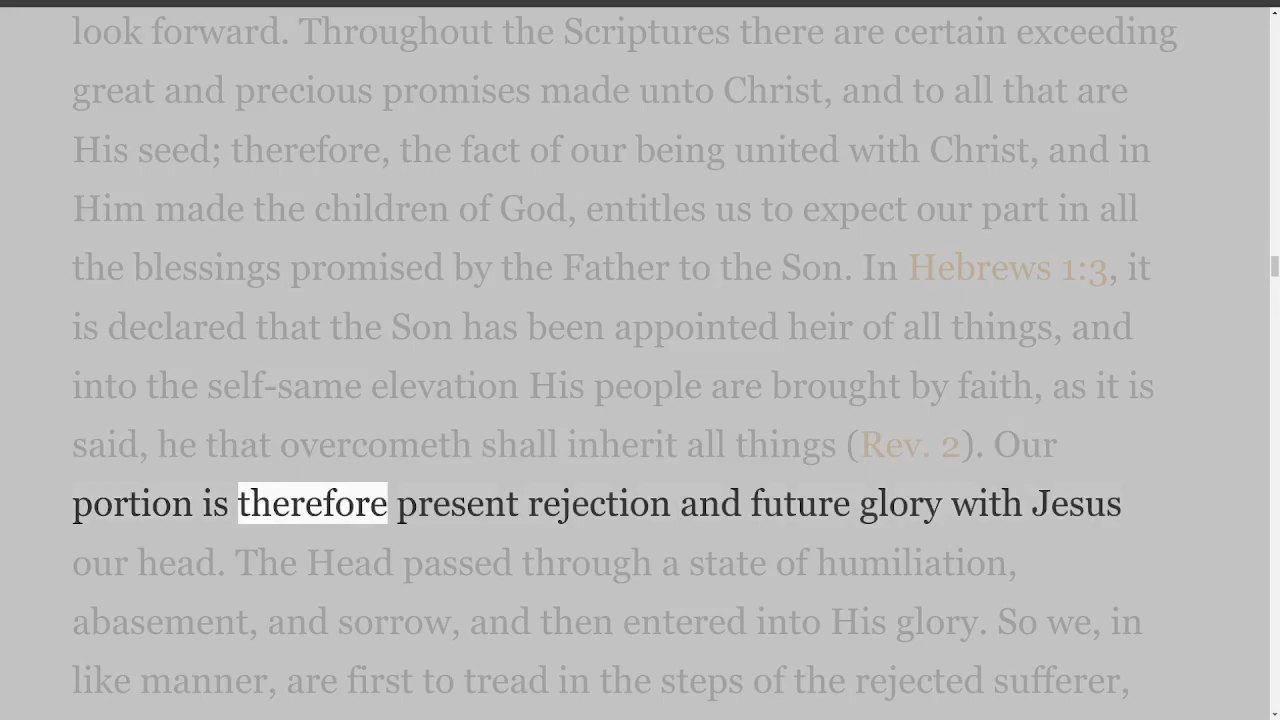 look forward. Throughout the Scriptures there are certain exceeding
great and precious promises made unto Christ, and to all that are
His seed; therefore, the fact of our being united with Christ, and in
Him made the children of God, entitles us to expect our part in all
the blessings promised by the Father to the Son. In Hebrews 1:3, it
is declared that the Son has been appointed heir of all things, and
into the self-same elevation His people are brought by faith, as it is
said, he that overcometh shall inherit all things (Rev. 2). Our
portion is therefore present rejection and future glory with Jesus
our head. The Head passed through a state of humiliation,
abasement, and sorrow, and then entered into His glory. So we, in
like manner, are first to tread in the steps of the rejected sufferer,